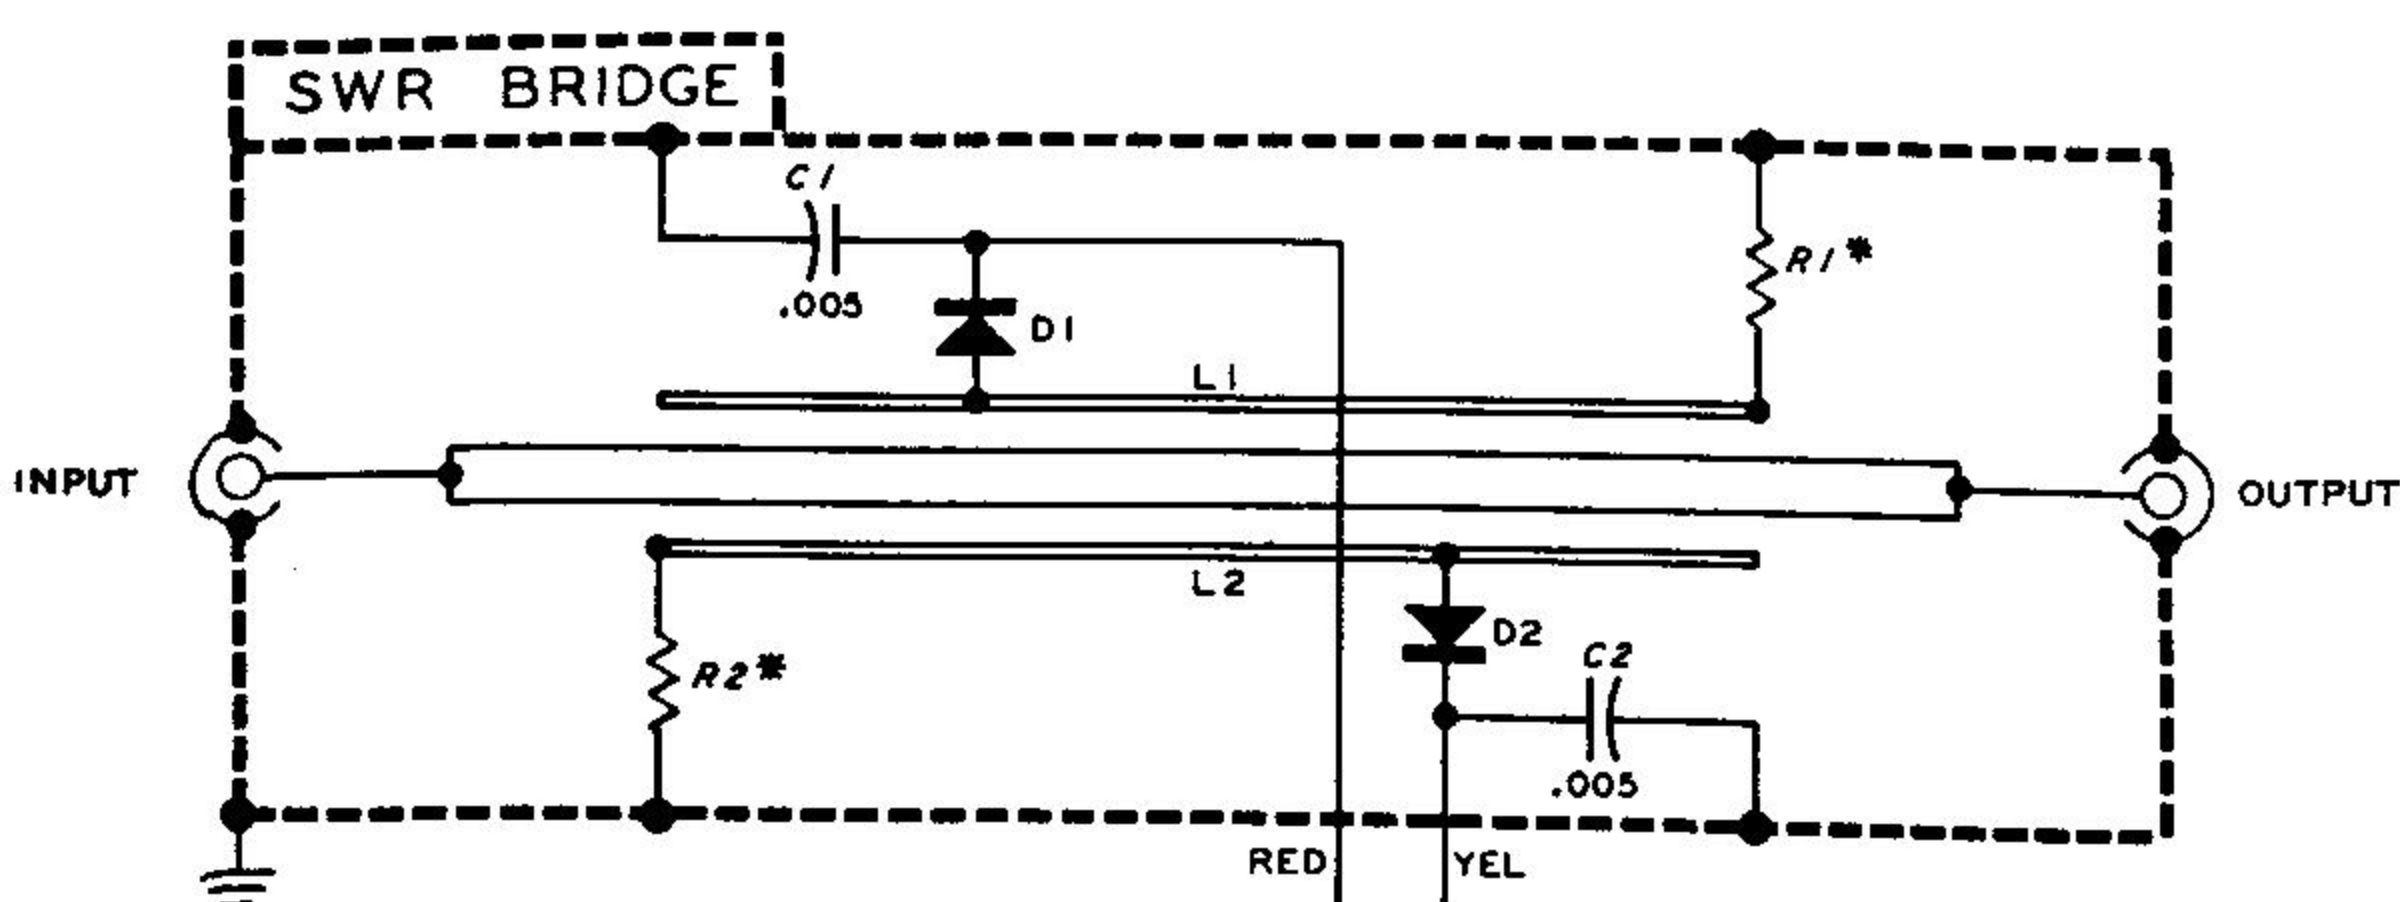 SWR BRIDGE
C1
.005
R1*
D1
L1
INPUT
OUTPUT
L2
D2
C2
R2*
.005
RED
YEL